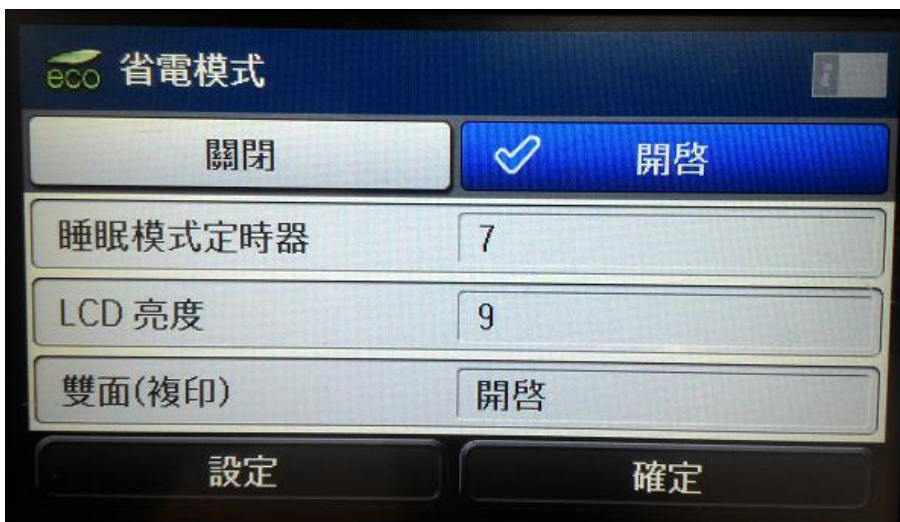 eco 省電模式
關閉 開啓
睡眠模式定時器 7
LCD 亮度 9
雙面(複印) 開啓
設定 確定